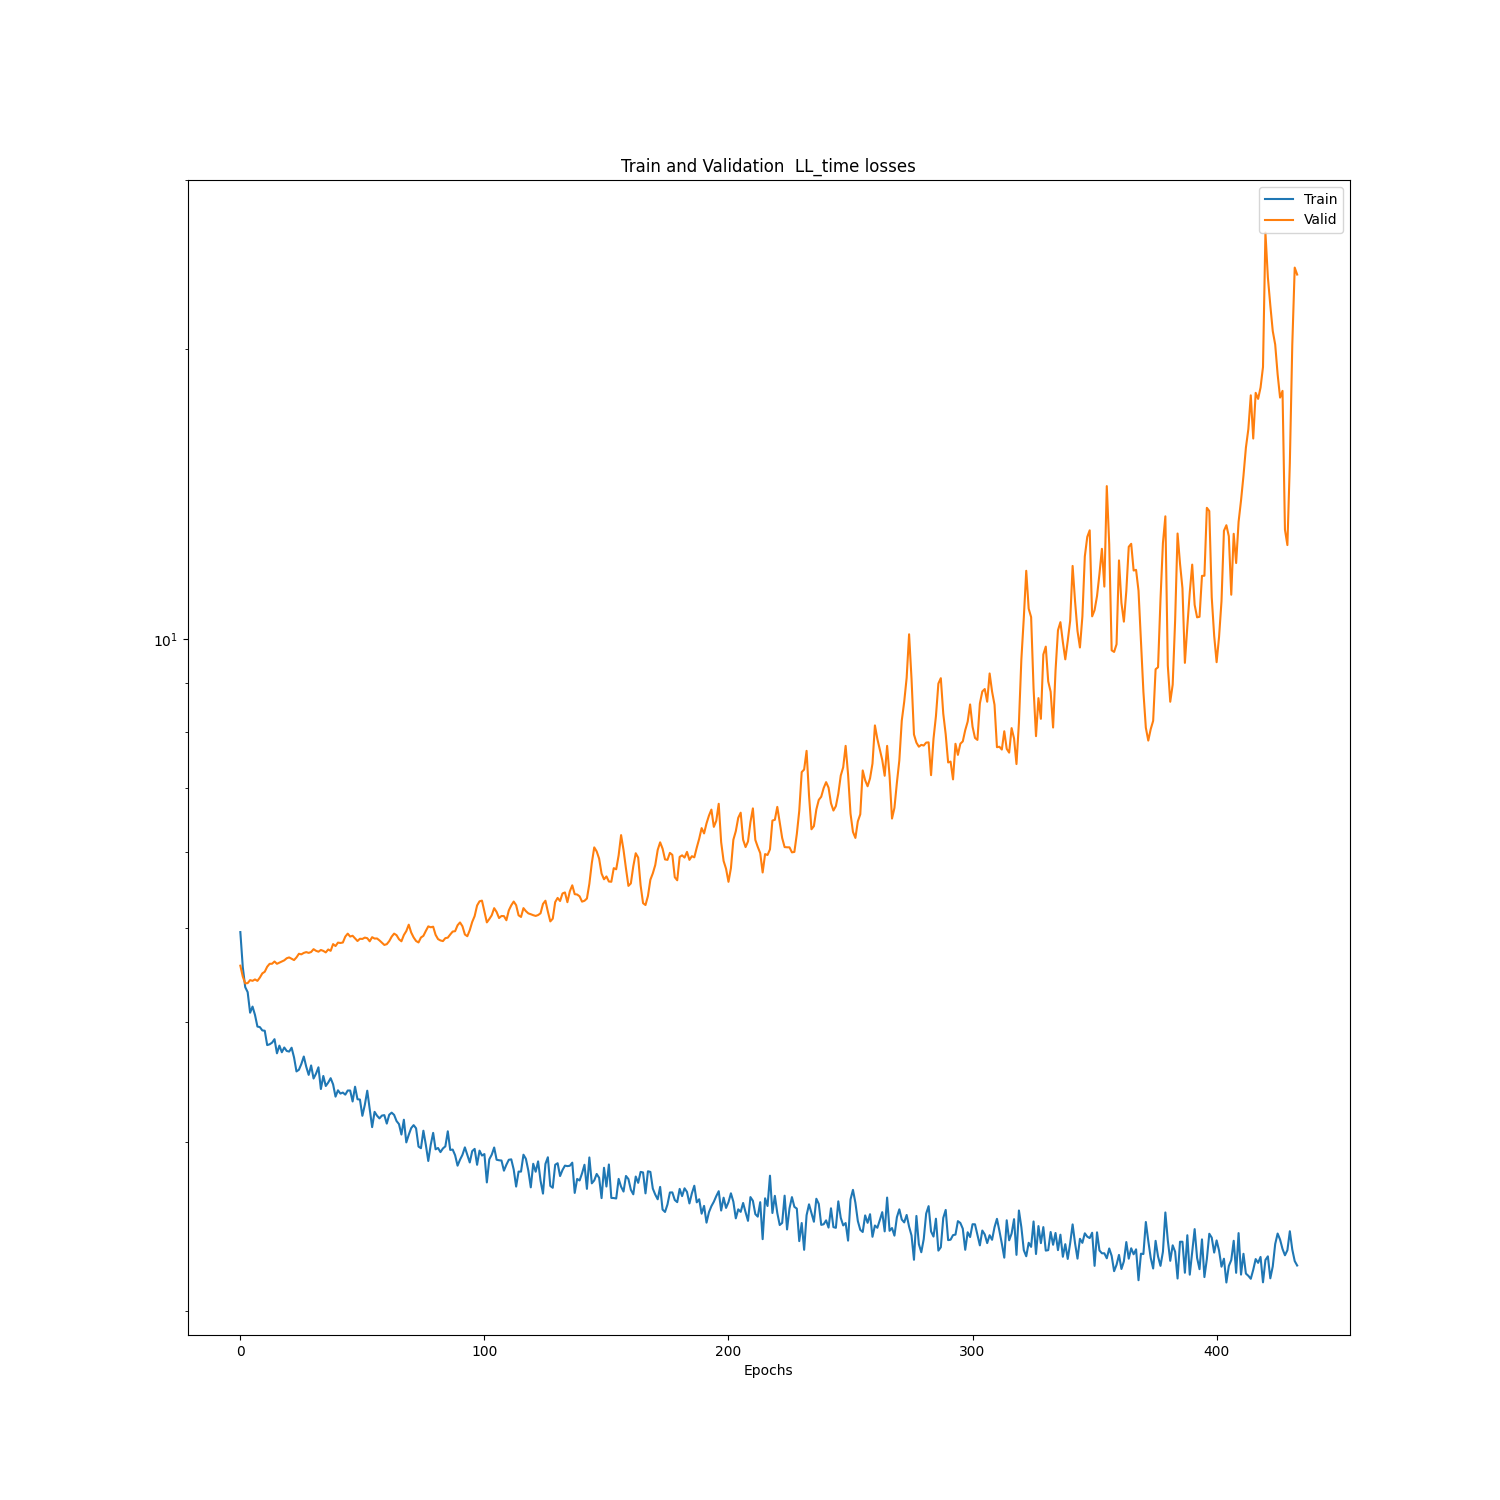 Train and Validation  LL_time losses
Train
Valid
10¹
0 100 200 300 400
Epochs